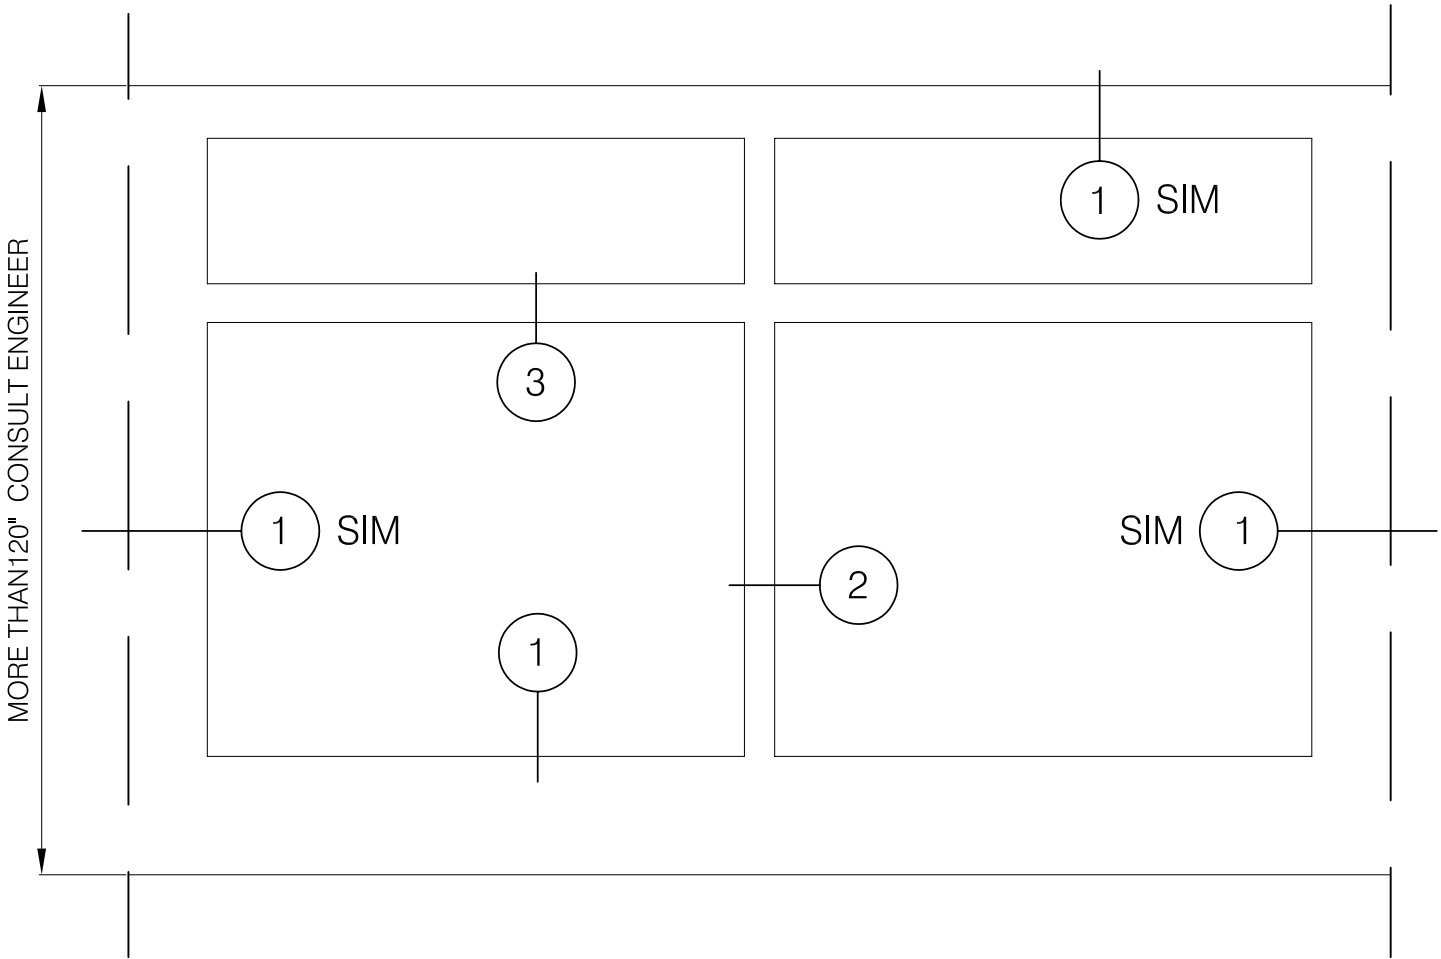 1 SIM
MORE THAN120" CONSULT ENGINEER
3
1 SIM
SIM 1
2
1